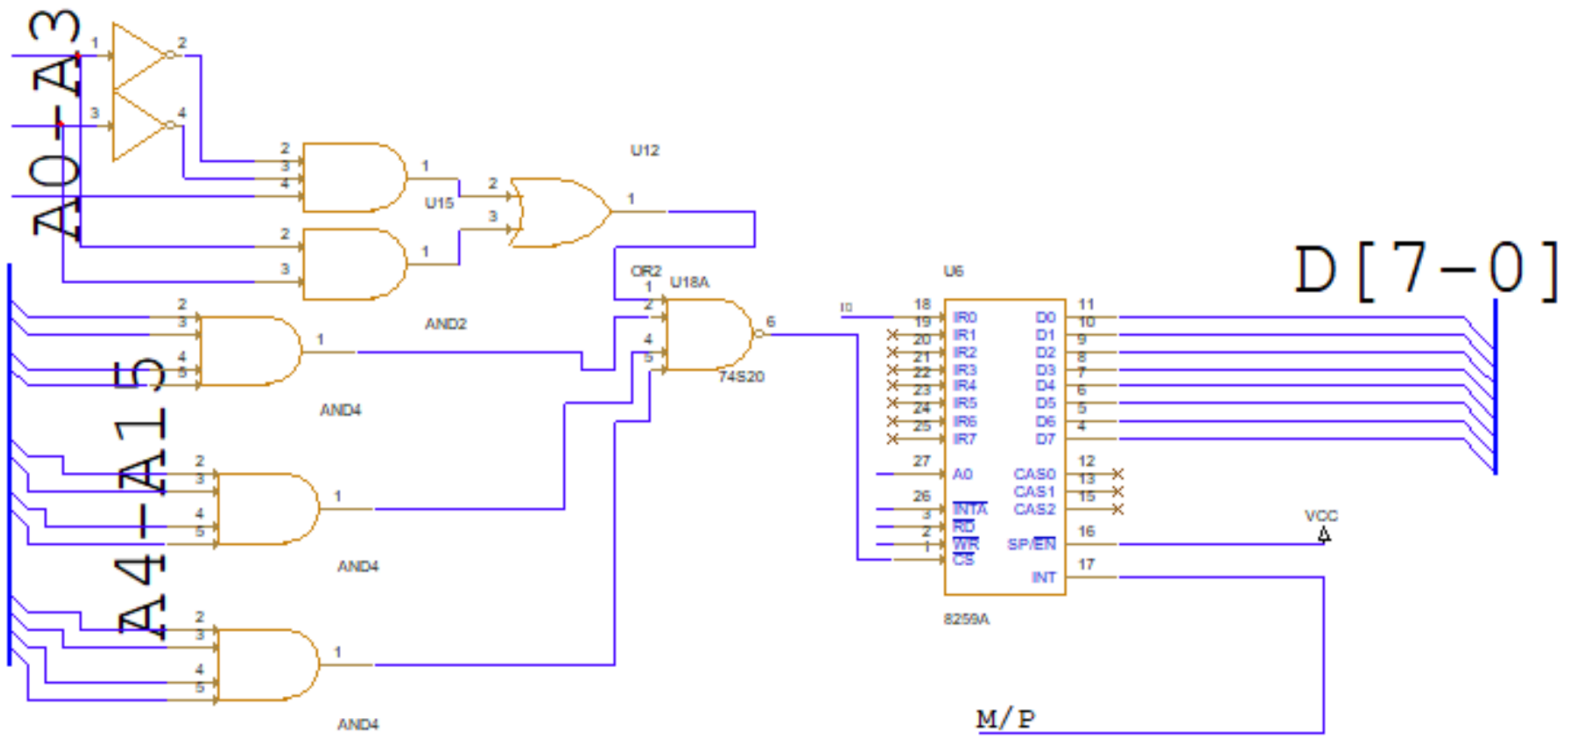 A0-A3
1
2
3
4
2
3
4
1
U15
2
3
1
AND2
2
3
1
U12
OR2
2
3
4
5
1
AND4
A4-A15
2
3
4
5
1
AND4
2
3
4
5
1
AND4
U18A
1
2
4
5
6
74S20
U6
18 IR0 D0 11
19 IR1 D1 10
20 IR2 D2 9
21 IR3 D3 8
22 IR4 D4 7
23 IR5 D5 6
24 IR6 D6 5
25 IR7 D7 4
27 A0 CAS0 12
CAS1 13
26 INTA CAS2 15
3 RD
2 WR SP/EN 16
1 CS
INT 17
8259A
D[7-0]
VCC
M/P